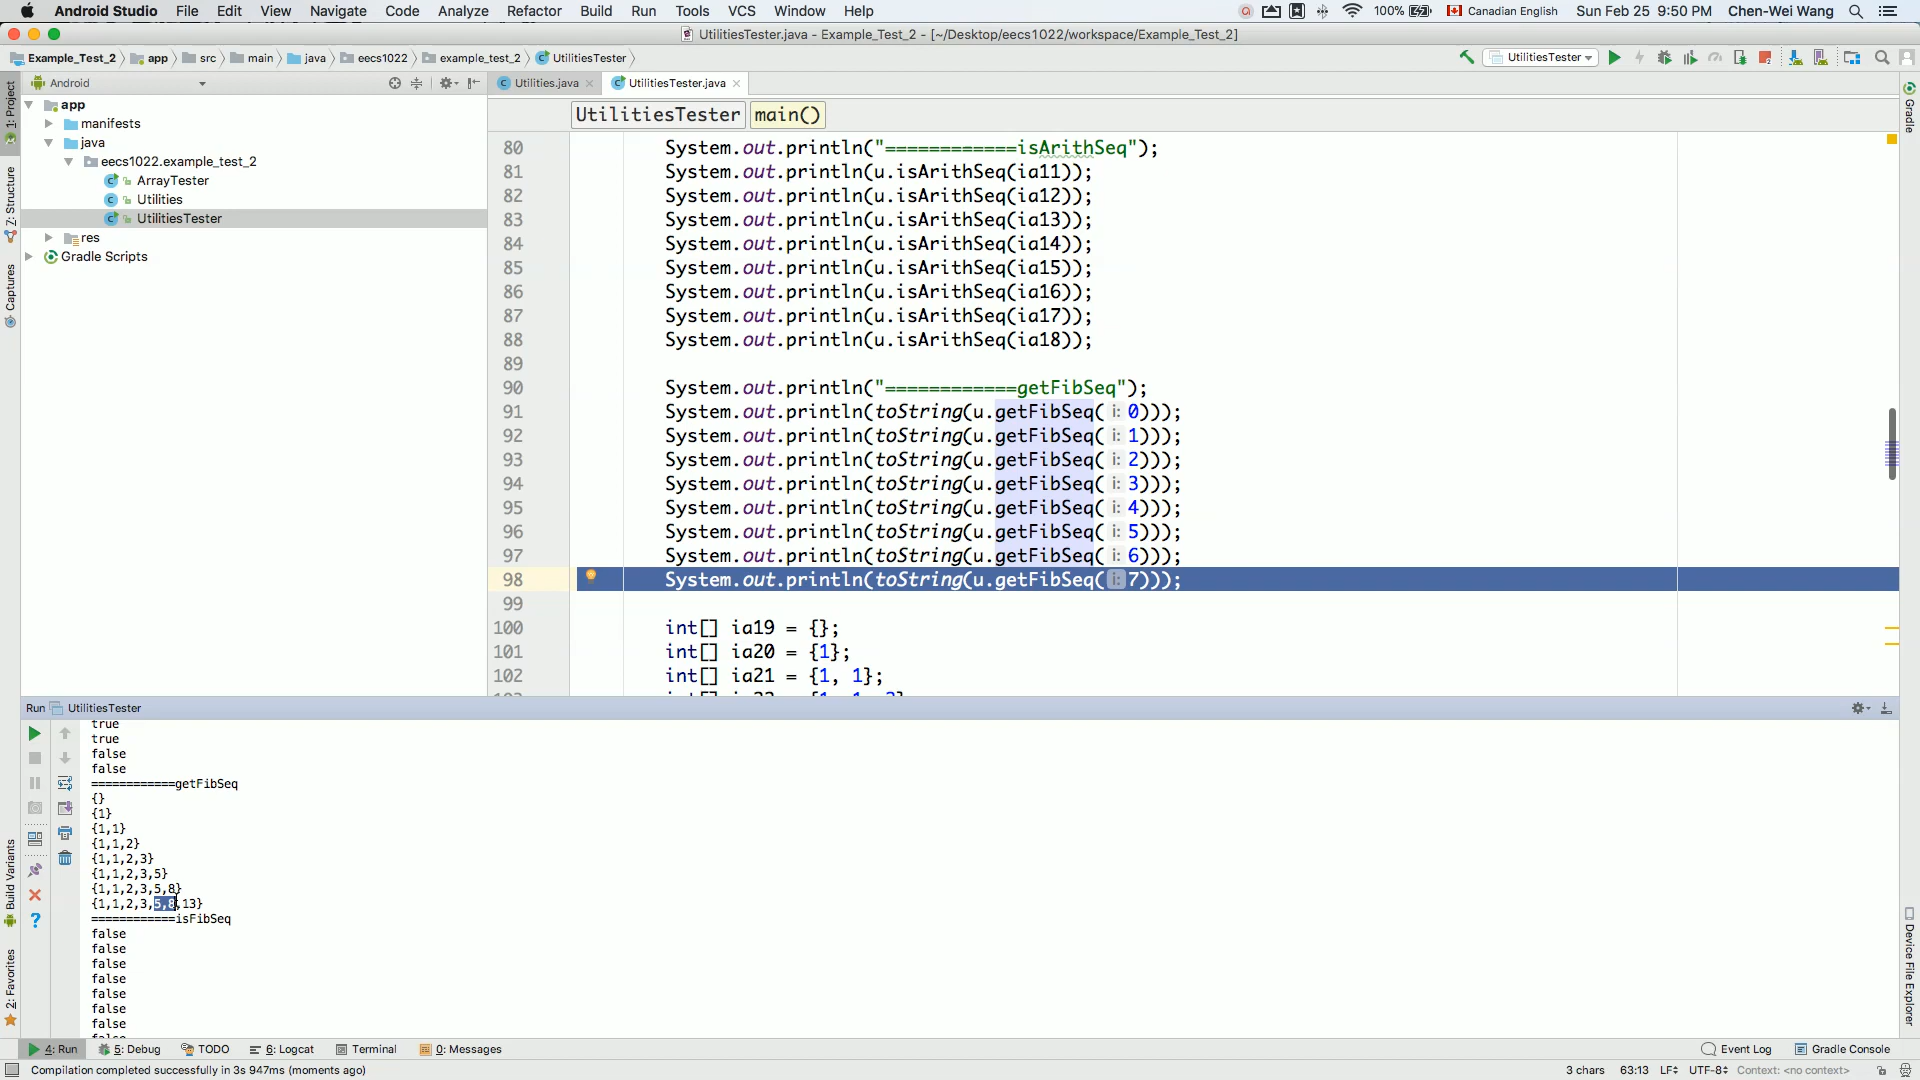 Android Studio File Edit View Navigate Code Analyze Refactor Build Run Tools VCS Window Help 100% Canadian English Sun Feb 25 9:50 PM Chen-Wei Wang
UtilitiesTester.java - Example_Test_2 - [~/Desktop/eecs1022/workspace/Example_Test_2]
Example_Test_2 app src main java eecs1022 example_test_2 UtilitiesTester UtilitiesTester
Android Utilities.java UtilitiesTester.java
1: Project
Z: Structure
Captures
Build Variants
2: Favorites
Gradle
Device File Explorer
app
manifests
java
eecs1022.example_test_2
ArrayTester
Utilities
UtilitiesTester
res
Gradle Scripts
UtilitiesTester main()
80 System.out.println("============isArithSeq");
81 System.out.println(u.isArithSeq(ia11));
82 System.out.println(u.isArithSeq(ia12));
83 System.out.println(u.isArithSeq(ia13));
84 System.out.println(u.isArithSeq(ia14));
85 System.out.println(u.isArithSeq(ia15));
86 System.out.println(u.isArithSeq(ia16));
87 System.out.println(u.isArithSeq(ia17));
88 System.out.println(u.isArithSeq(ia18));
89
90 System.out.println("============getFibSeq");
91 System.out.println(toString(u.getFibSeq( i: 0)));
92 System.out.println(toString(u.getFibSeq( i: 1)));
93 System.out.println(toString(u.getFibSeq( i: 2)));
94 System.out.println(toString(u.getFibSeq( i: 3)));
95 System.out.println(toString(u.getFibSeq( i: 4)));
96 System.out.println(toString(u.getFibSeq( i: 5)));
97 System.out.println(toString(u.getFibSeq( i: 6)));
98 System.out.println(toString(u.getFibSeq( i: 7)));
99
100 int[] ia19 = {};
101 int[] ia20 = {1};
102 int[] ia21 = {1, 1};
Run UtilitiesTester
true
true
false
false
============getFibSeq
{}
{1}
{1,1}
{1,1,2}
{1,1,2,3}
{1,1,2,3,5}
{1,1,2,3,5,8}
{1,1,2,3,5,8,13}
============isFibSeq
false
false
false
false
false
false
false
4: Run 5: Debug TODO 6: Logcat Terminal 0: Messages Event Log Gradle Console
Compilation completed successfully in 3s 947ms (moments ago) 3 chars 63:13 LF UTF-8 Context: <no context>